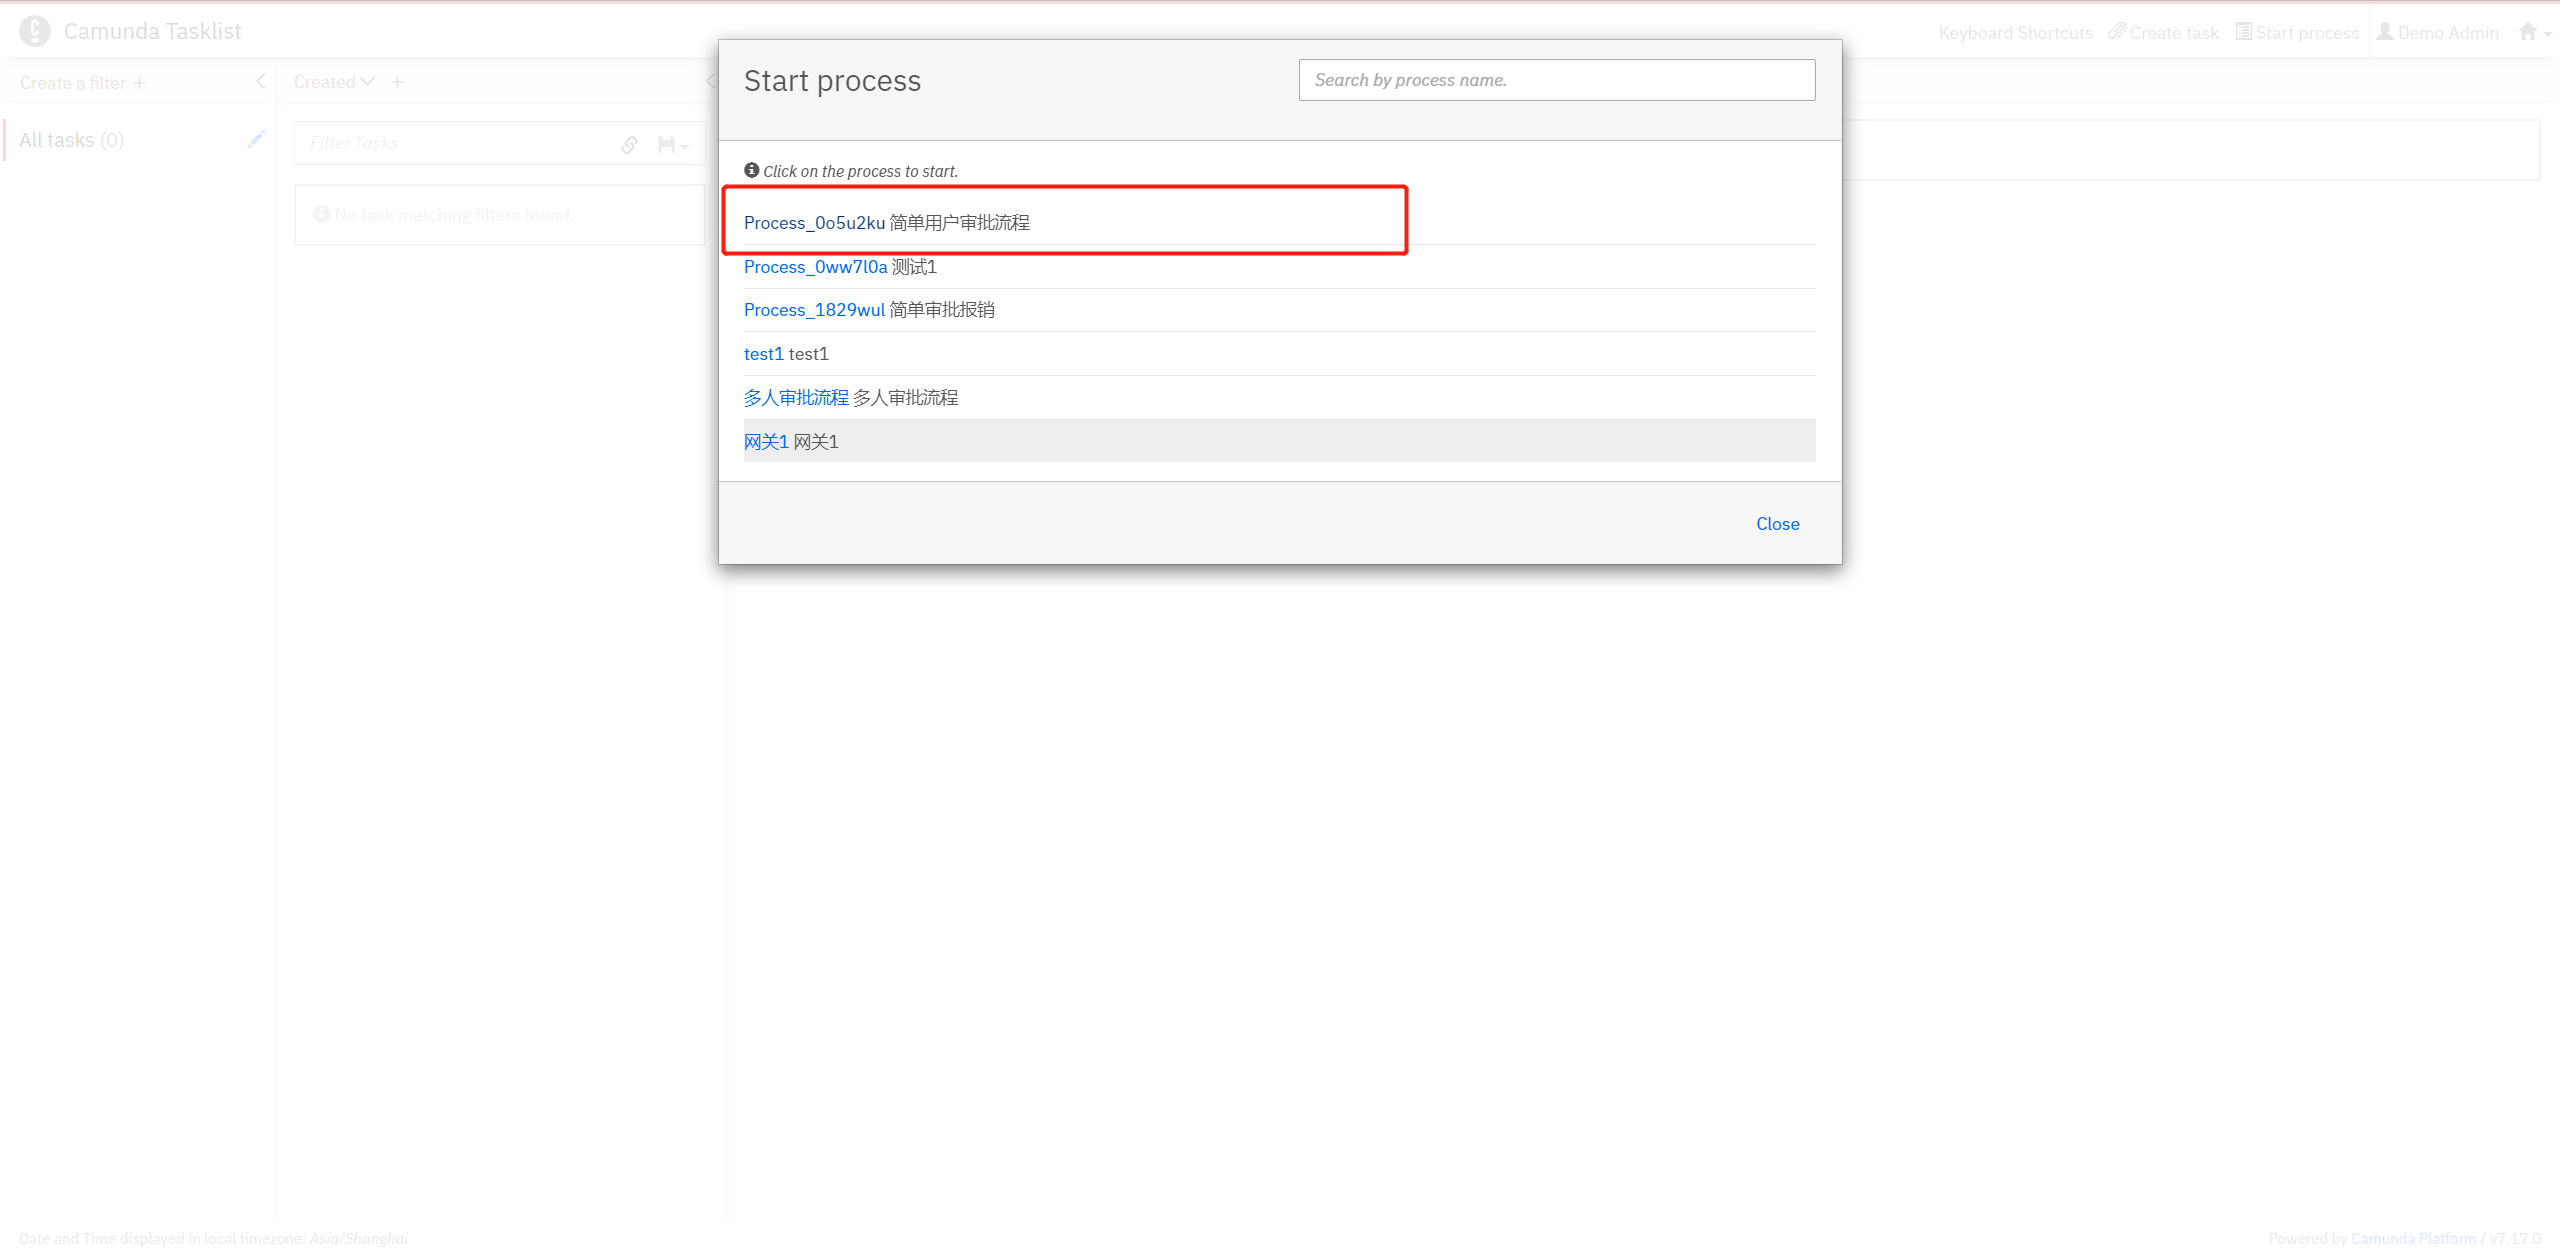 Camunda Tasklist
Keyboard Shortcuts Create task Start process Demo Admin
Create a filter +
Created +
All tasks (0)
Filter Tasks
No task matching filters found.
Start process
Search by process name.
Click on the process to start.
Process_0o5u2ku 简单用户审批流程
Process_0ww7l0a 测试1
Process_1829wul 简单审批报销
test1 test1
多人审批流程 多人审批流程
网关1 网关1
Close
Date and Time displayed in local timezone: Asia/Shanghai
Powered by Camunda Platform / v7.17.0